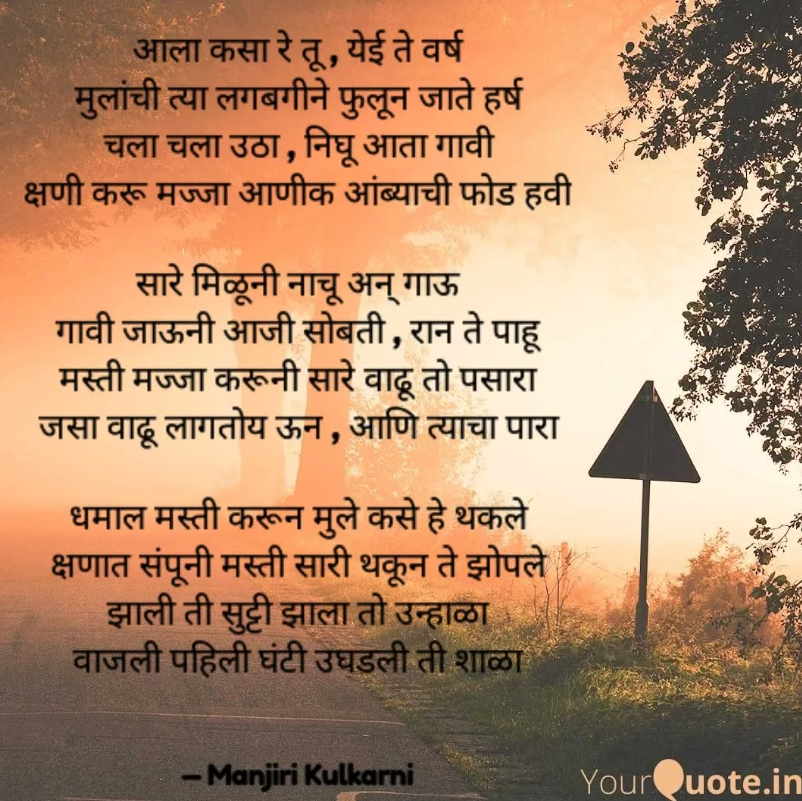 आला कसा रे तू , येई ते वर्ष
मुलांची त्या लगबगीने फुलून जाते हर्ष
चला चला उठा , निघू आता गावी
क्षणी करू मज्जा आणीक आंब्याची फोड हवी
सारे मिळूनी नाचू अन् गाऊ
गावी जाऊनी आजी सोबती , रान ते पाहू
मस्ती मज्जा करूनी सारे वाढू तो पसारा
जसा वाढू लागतोय ऊन , आणि त्याचा पारा
धमाल मस्ती करून मुले कसे हे थकले
क्षणात संपूनी मस्ती सारी थकून ते झोपले
झाली ती सुट्टी झाला तो उन्हाळा
वाजली पहिली घंटी उघडली ती शाळा
– Manjiri Kulkarni
YourQuote.in